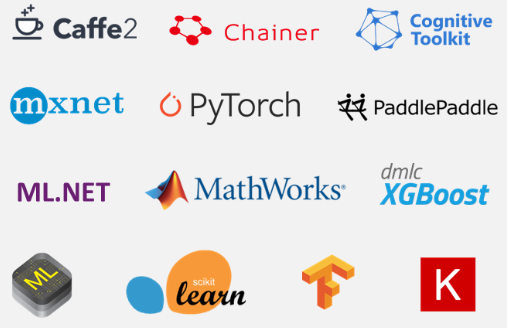 Caffe2
Chainer
Cognitive
Toolkit
mxnet
PyTorch
PaddlePaddle
ML.NET
MathWorks®
dmlc
XGBoost
ML
scikit
learn
K